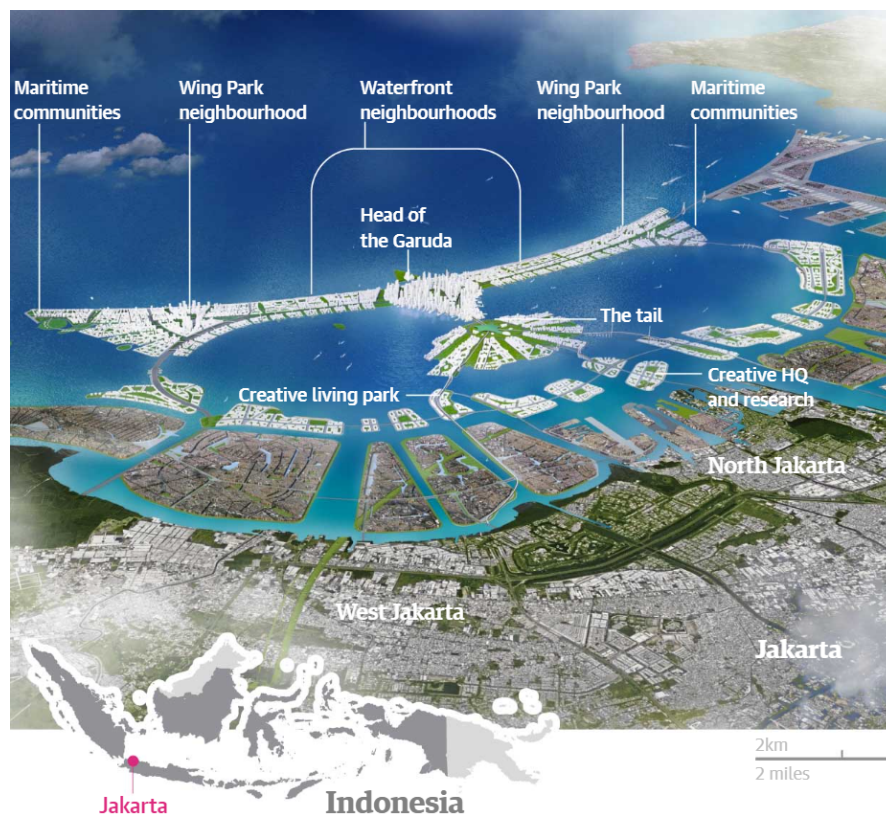 Maritime
communities
Wing Park
neighbourhood
Waterfront
neighbourhoods
Wing Park
neighbourhood
Maritime
communities
Head of
the Garuda
The tail
Creative living park
Creative HQ
and research
North Jakarta
West Jakarta
Jakarta
2km
2 miles
Jakarta
Indonesia